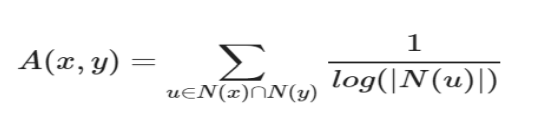 A(x, y) = ∑_{u∈N(x)∩N(y)} 1/log(|N(u)|)